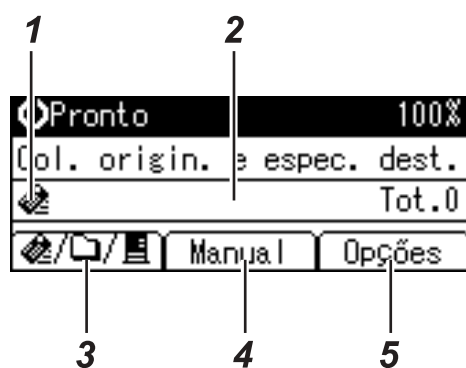 1 2
Pronto 100%
Col. origin. e espec. dest.
Tot.0
/ / Manual Opções
3 4 5